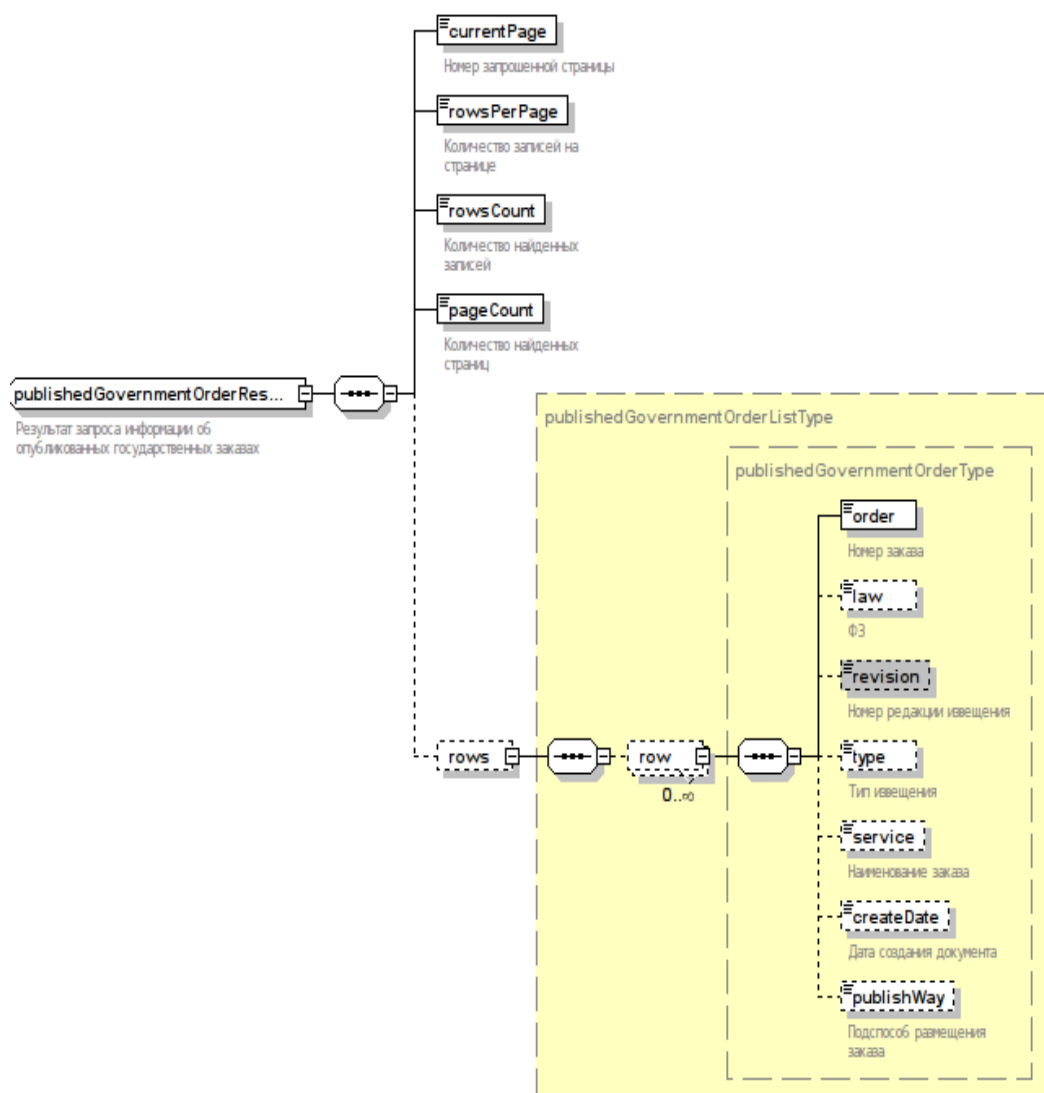 currentPage
Номер запрошенной страницы
rowsPerPage
Количество записей на
странице
rowsCount
Количество найденных
записей
pageCount
Количество найденных
страниц
publishedGovernmentOrderRes...
Результат запроса информации об
опубликованных государственных заказах
publishedGovernmentOrderListType
publishedGovernmentOrderType
order
Номер заказа
law
ФЗ
revision
Номер редакции извещения
rows
row
0..∞
type
Тип извещения
service
Наименование заказа
createDate
Дата создания документа
publishWay
Подспособ размещения
заказа